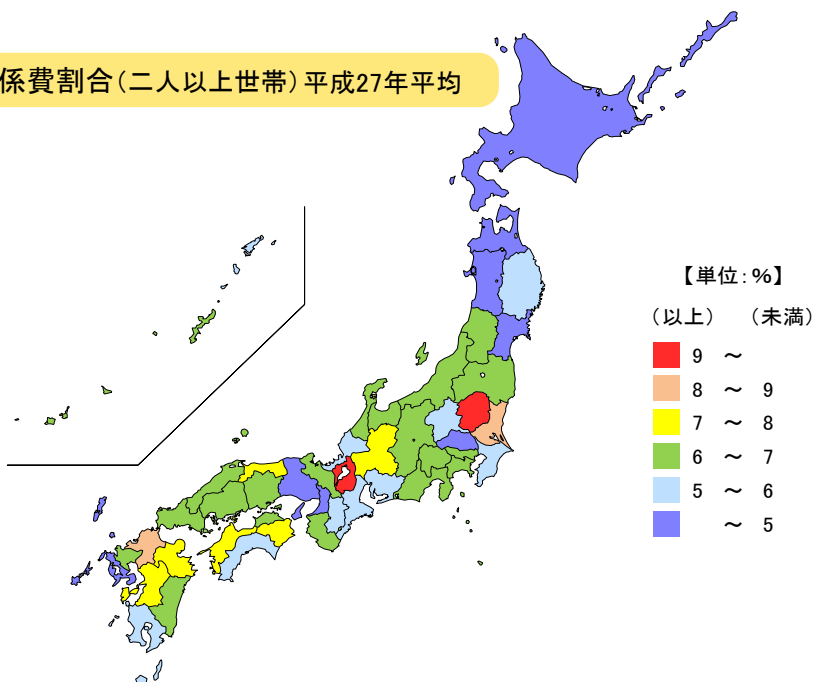 係費割合(二人以上世帯)平成27年平均
【単位:%】
(以上) (未満)
9 ～
8 ～ 9
7 ～ 8
6 ～ 7
5 ～ 6
～ 5